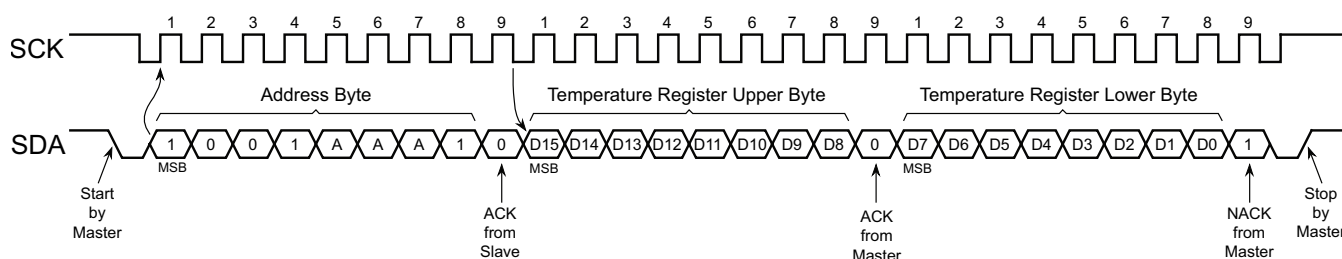 SCK 1 2 3 4 5 6 7 8 9 1 2 3 4 5 6 7 8 9 1 2 3 4 5 6 7 8 9
Address Byte Temperature Register Upper Byte Temperature Register Lower Byte
SDA 1 0 0 1 A A A 1 0 D15 D14 D13 D12 D11 D10 D9 D8 0 D7 D6 D5 D4 D3 D2 D1 D0 1
MSB MSB MSB
Start
by
Master
ACK
from
Slave
ACK
from
Master
NACK
from
Master
Stop
by
Master